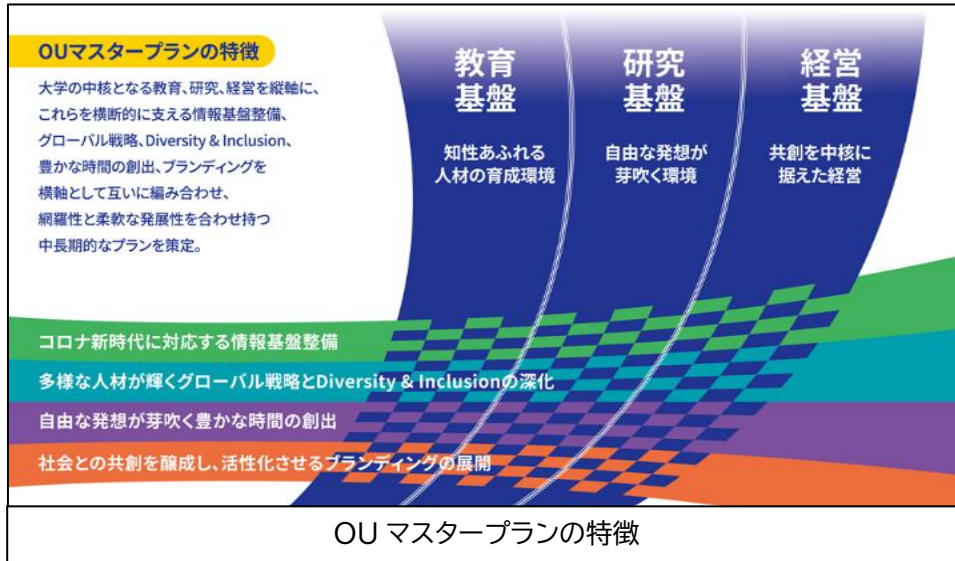 OUマスタープランの特徴
大学の中核となる教育、研究、経営を縦軸に、
これらを横断的に支える情報基盤整備、
グローバル戦略、Diversity & Inclusion、
豊かな時間の創出、ブランディングを
横軸として互いに編み合わせ、
網羅性と柔軟な発展性を合わせ持つ
中長期的なプランを策定。
教育
基盤
知性あふれる
人材の育成環境
研究
基盤
自由な発想が
芽吹く環境
経営
基盤
共創を中核に
据えた経営
コロナ新時代に対応する情報基盤整備
多様な人材が輝くグローバル戦略とDiversity & Inclusionの深化
自由な発想が芽吹く豊かな時間の創出
社会との共創を醸成し、活性化させるブランディングの展開
OU マスタープランの特徴